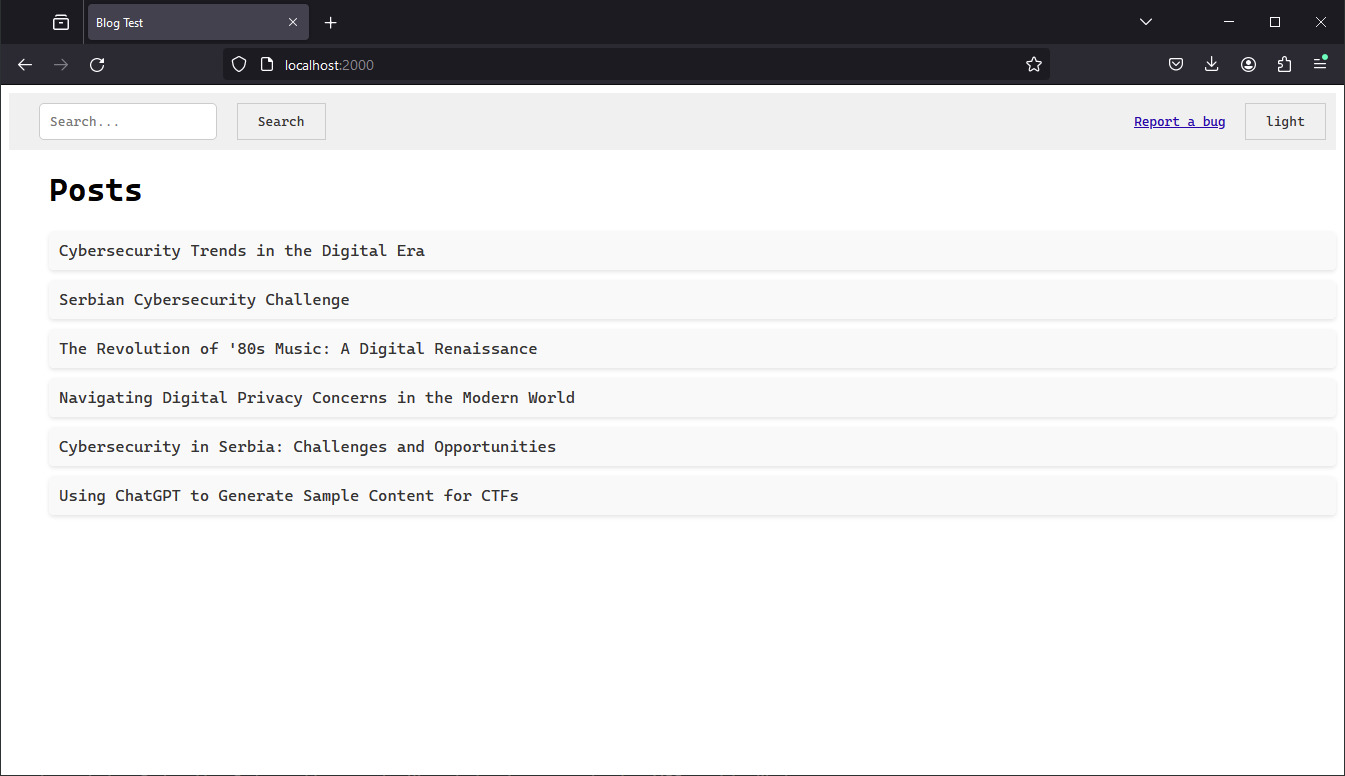 Blog Test
localhost:2000
Search...
Search
Report a bug
light
Posts
Cybersecurity Trends in the Digital Era
Serbian Cybersecurity Challenge
The Revolution of '80s Music: A Digital Renaissance
Navigating Digital Privacy Concerns in the Modern World
Cybersecurity in Serbia: Challenges and Opportunities
Using ChatGPT to Generate Sample Content for CTFs